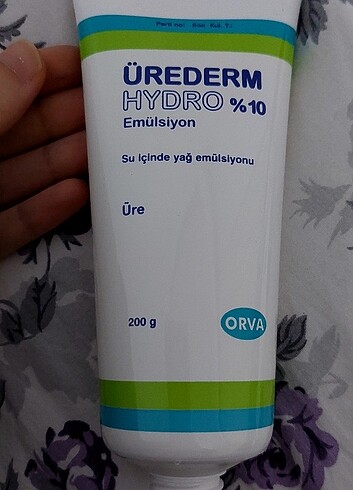 ÜREDERM
HYDRO %10
Emülsiyon
Su içinde yağ emülsiyonu
Üre
200 g
ORVA